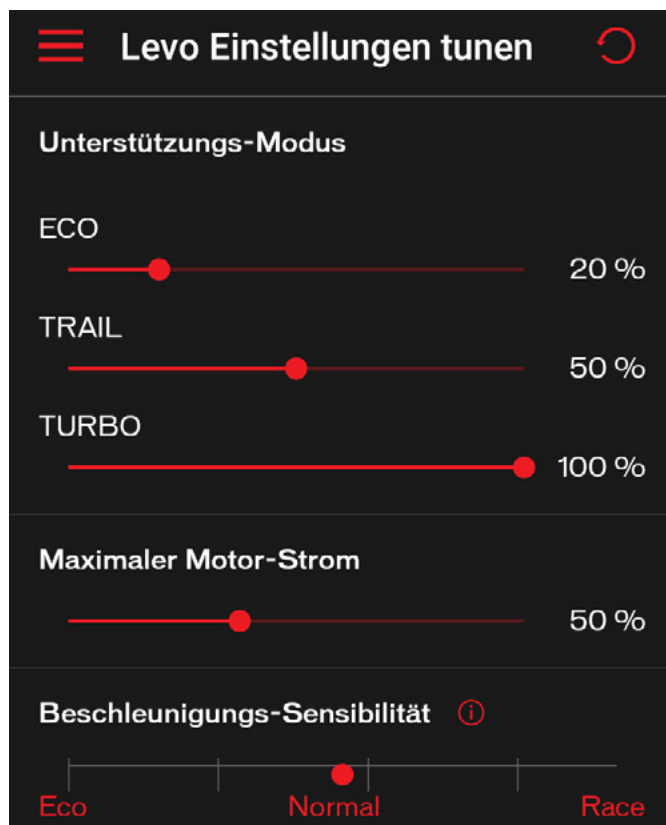 Levo Einstellungen tunen
Unterstützungs-Modus
ECO
20 %
TRAIL
50 %
TURBO
100 %
Maximaler Motor-Strom
50 %
Beschleunigungs-Sensibilität
Eco Normal Race